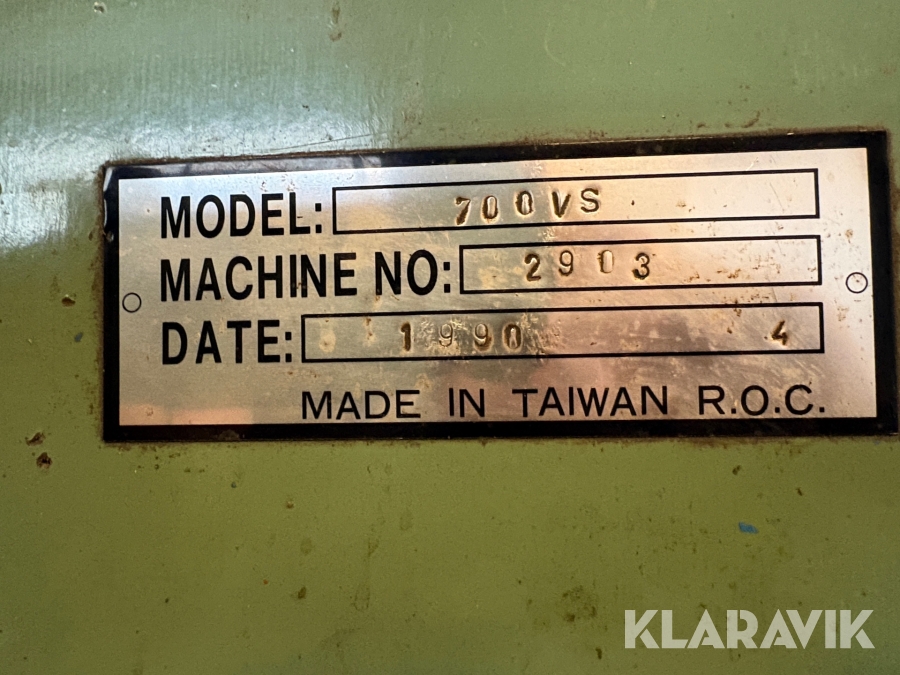 MODEL: 700VS
MACHINE NO: 2903
DATE: 1990 4
MADE IN TAIWAN R.O.C.
KLARAVIK